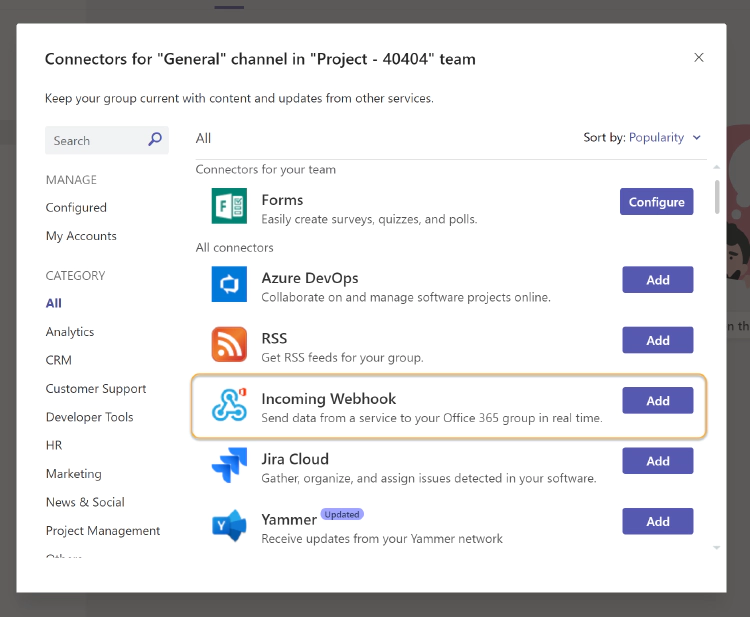 Connectors for "General" channel in "Project - 40404" team
Keep your group current with content and updates from other services.
Search
All
Sort by: Popularity
MANAGE
Configured
My Accounts
CATEGORY
All
Analytics
CRM
Customer Support
Developer Tools
HR
Marketing
News & Social
Project Management
Connectors for your team
Forms
Easily create surveys, quizzes, and polls.
Configure
All connectors
Azure DevOps
Collaborate on and manage software projects online.
Add
RSS
Get RSS feeds for your group.
Add
Incoming Webhook
Send data from a service to your Office 365 group in real time.
Add
Jira Cloud
Gather, organize, and assign issues detected in your software.
Add
Yammer Updated
Receive updates from your Yammer network
Add